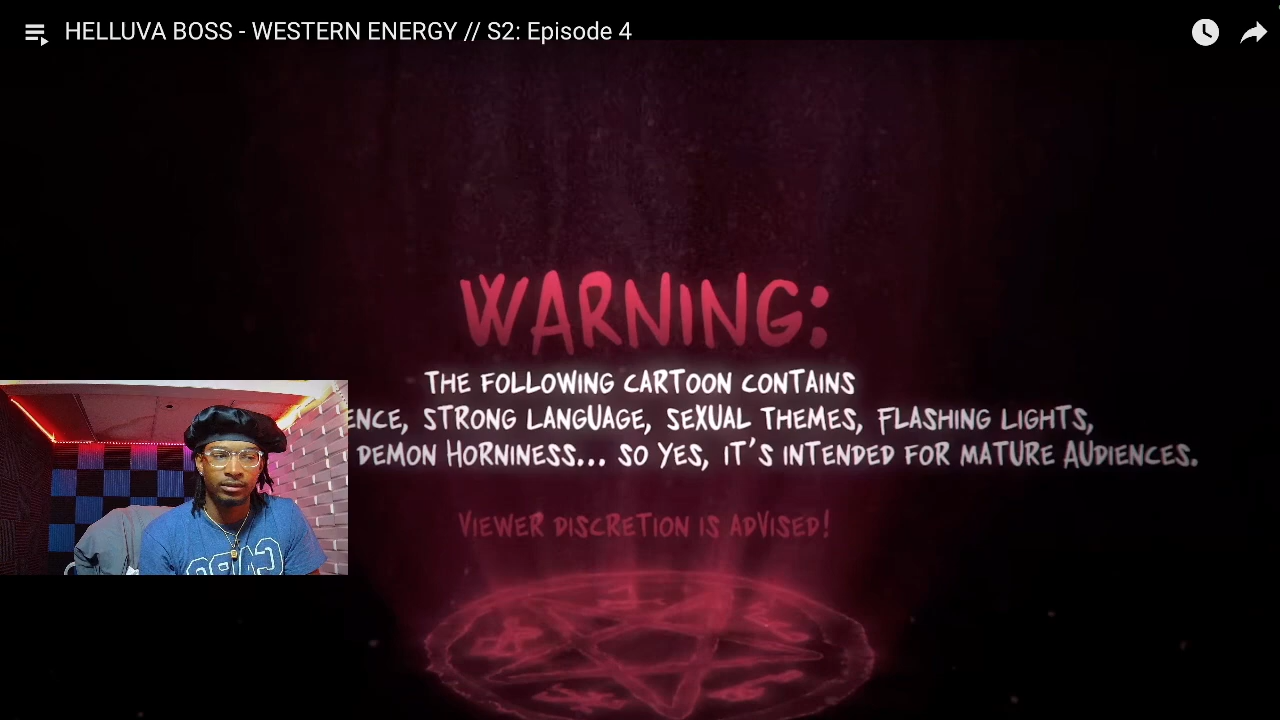 HELLUVA BOSS - WESTERN ENERGY // S2: Episode 4
WARNING:
THE FOLLOWING CARTOON CONTAINS
STRONG LANGUAGE, SEXUAL THEMES, FLASHING LIGHTS,
DEMON HORNINESS... SO YES, IT'S INTENDED FOR MATURE AUDIENCES.
VIEWER DISCRETION IS ADVISED!